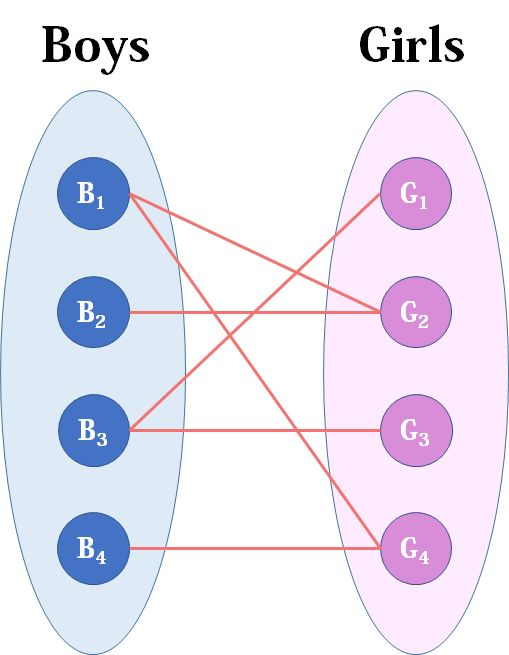 Boys Girls
B₁ G₁
B₂ G₂
B₃ G₃
B₄ G₄